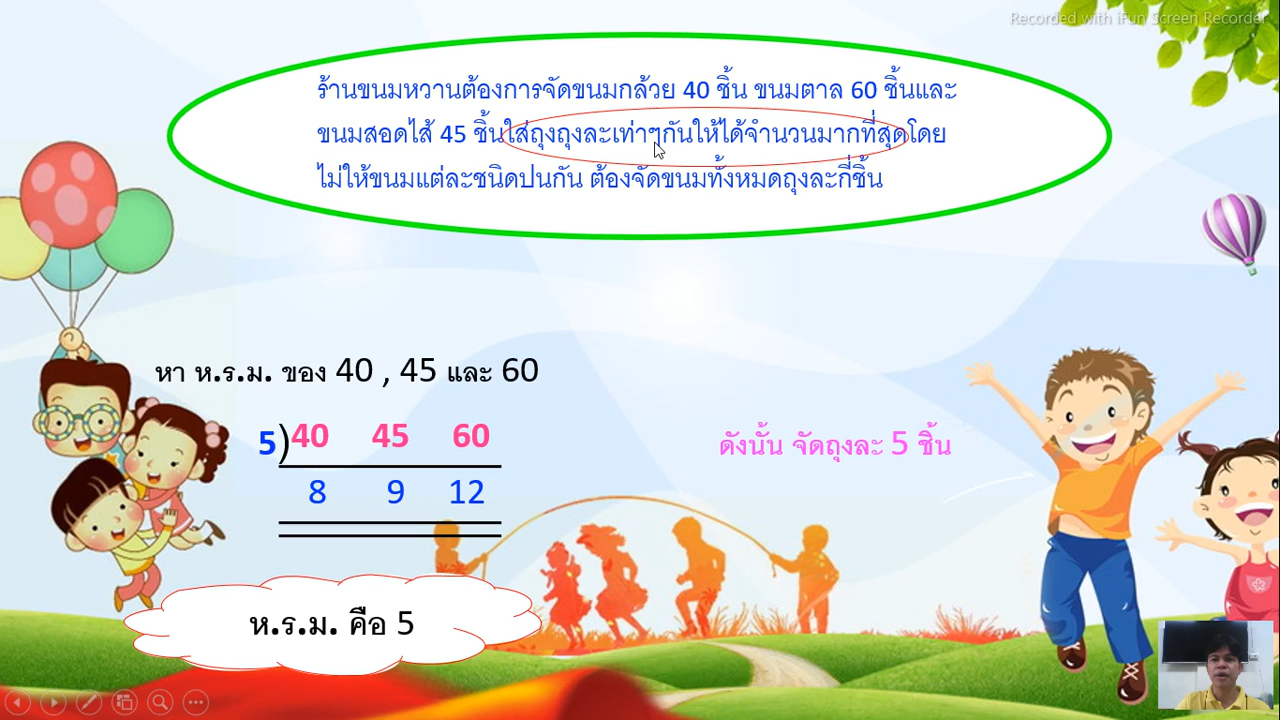 Recorded with iFun Screen Recorder
ร้านขนมหวานต้องการจัดขนมกล้วย 40 ชิ้น ขนมตาล 60 ชิ้นและ
ขนมสอดไส้ 45 ชิ้นใส่ถุงถุงละเท่าๆกันให้ได้จำนวนมากที่สุดโดย
ไม่ให้ขนมแต่ละชนิดปนกัน ต้องจัดขนมทั้งหมดถุงละกี่ชิ้น
หา ห.ร.ม. ของ 40 , 45 และ 60
5)40 45 60
8 9 12
ดังนั้น จัดถุงละ 5 ชิ้น
ห.ร.ม. คือ 5